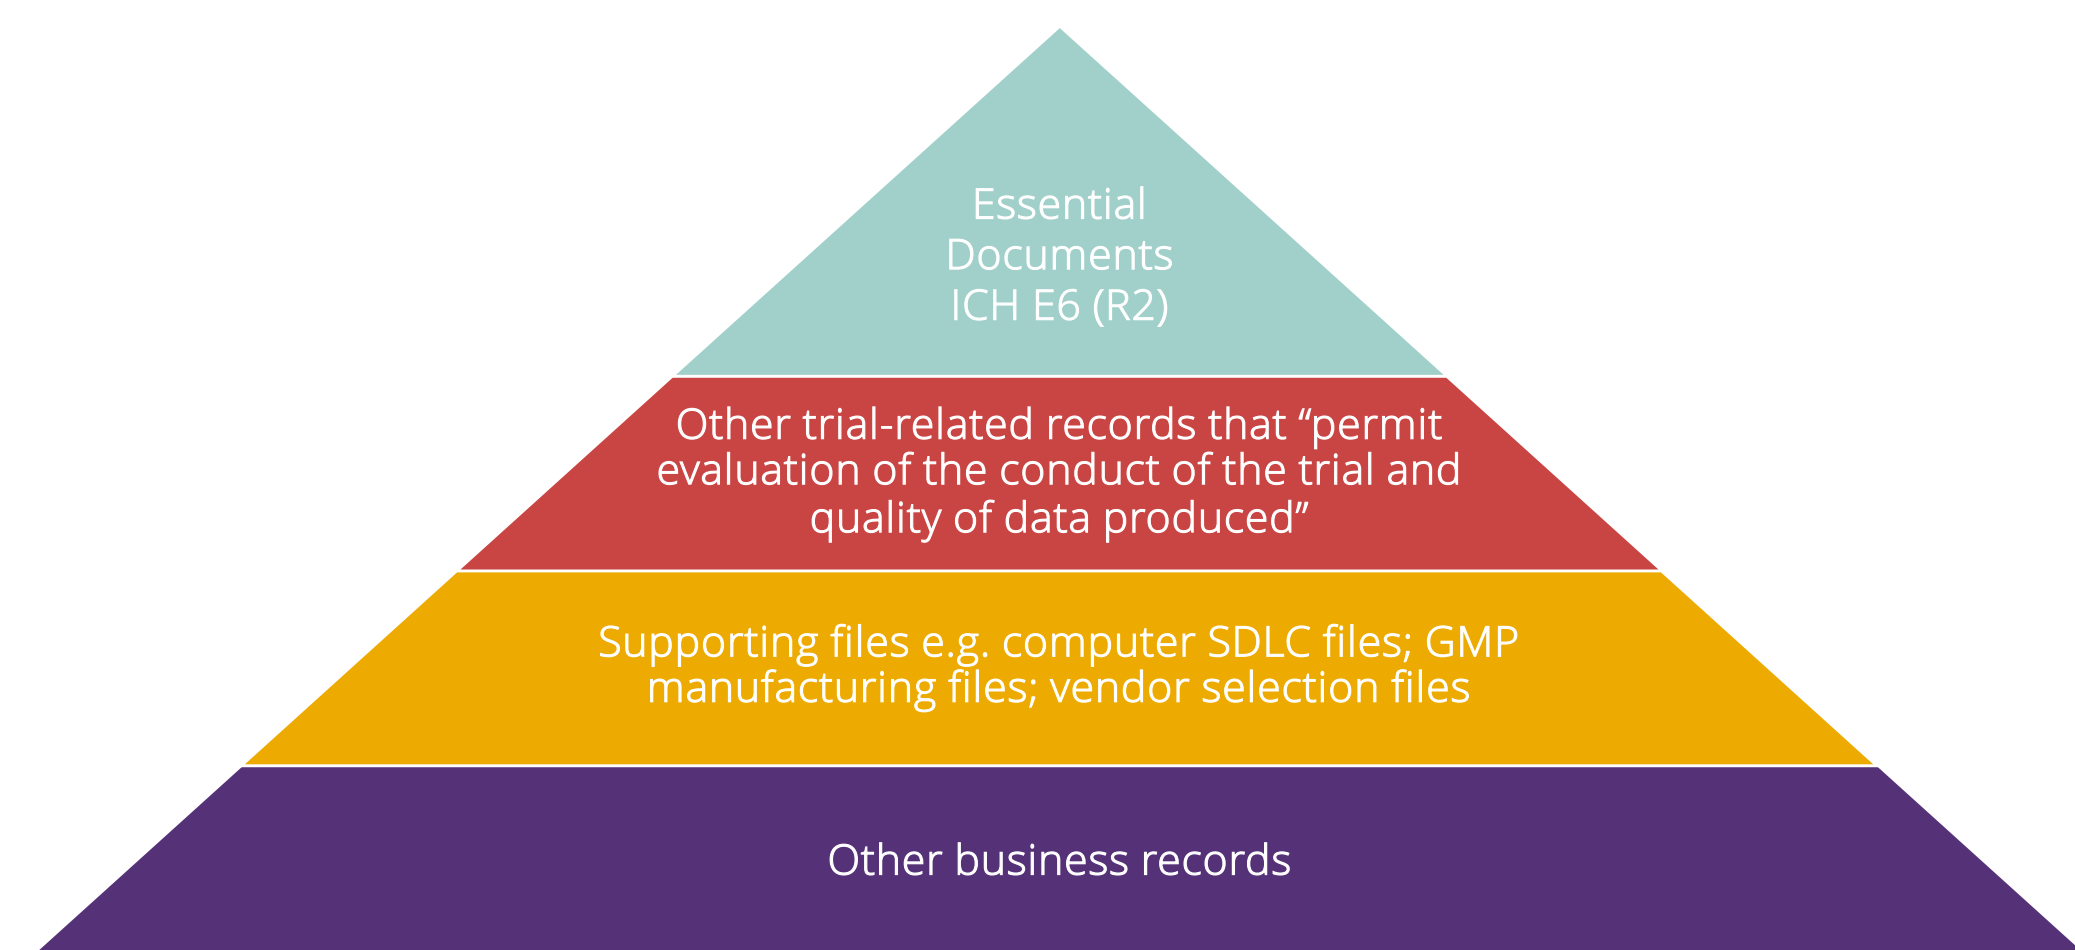 Essential
Documents
ICH E6 (R2)
Other trial-related records that “permit
evaluation of the conduct of the trial and
quality of data produced”
Supporting files e.g. computer SDLC files; GMP
manufacturing files; vendor selection files
Other business records